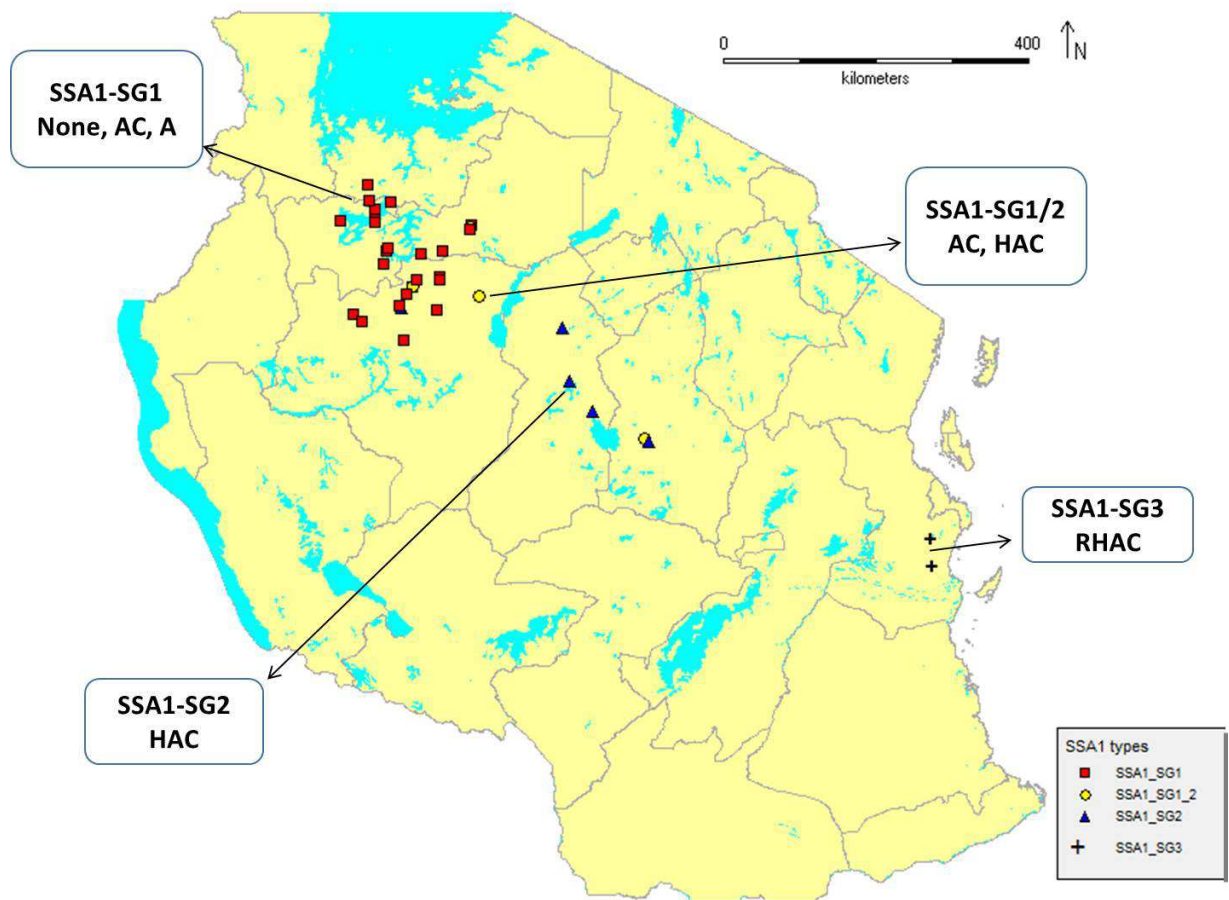 0 400
N
kilometers
SSA1-SG1
None, AC, A
SSA1-SG1/2
AC, HAC
SSA1-SG3
RHAC
SSA1-SG2
HAC
SSA1 types
SSA1_SG1
SSA1_SG1_2
SSA1_SG2
SSA1_SG3